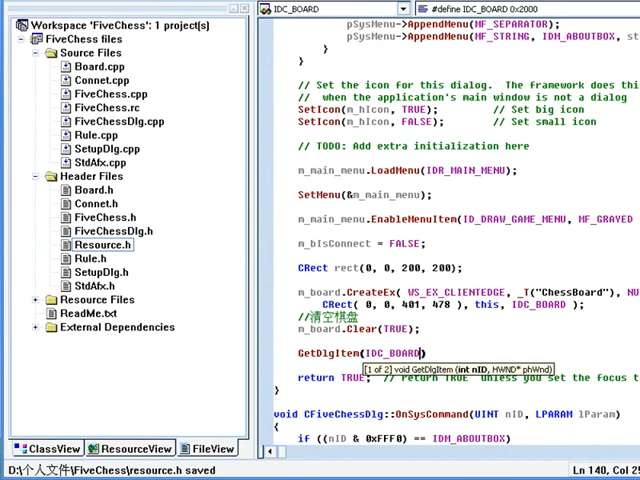 Workspace 'FiveChess': 1 project(s)
FiveChess files
Source Files
Board.cpp
Connet.cpp
FiveChess.cpp
FiveChess.rc
FiveChessDlg.cpp
Rule.cpp
SetupDlg.cpp
StdAfx.cpp
Header Files
Board.h
Connet.h
FiveChess.h
FiveChessDlg.h
Resource.h
Rule.h
SetupDlg.h
StdAfx.h
Resource Files
ReadMe.txt
External Dependencies
ClassView
ResourceView
FileView
IDC_BOARD
#define IDC_BOARD 0x2000
pSysMenu->AppendMenu(MF_SEPARATOR);
pSysMenu->AppendMenu(MF_STRING, IDM_ABOUTBOX, st
}
}
// Set the icon for this dialog.  The framework does thi
//  when the application's main window is not a dialog
SetIcon(m_hIcon, TRUE);         // Set big icon
SetIcon(m_hIcon, FALSE);        // Set small icon
// TODO: Add extra initialization here
m_main_menu.LoadMenu(IDR_MAIN_MENU);
SetMenu(&m_main_menu);
m_main_menu.EnableMenuItem(ID_DRAW_GAME_MENU, MF_GRAYED
m_bIsConnect = FALSE;
CRect rect(0, 0, 200, 200);
m_board.CreateEx( WS_EX_CLIENTEDGE, _T("ChessBoard"), NU
CRect( 0, 0, 401, 478 ), this, IDC_BOARD );
//清空棋盘
m_board.Clear(TRUE);
GetDlgItem(IDC_BOARD)
[1 of 2] void GetDlgItem (int nID, HWND* phWnd)
return TRUE;  // return TRUE  unless you set the focus t
}
void CFiveChessDlg::OnSysCommand(UINT nID, LPARAM lParam)
{
if ((nID & 0xFFF0) == IDM_ABOUTBOX)
D:\个人文件\FiveChess\resource.h saved
Ln 140, Col 25